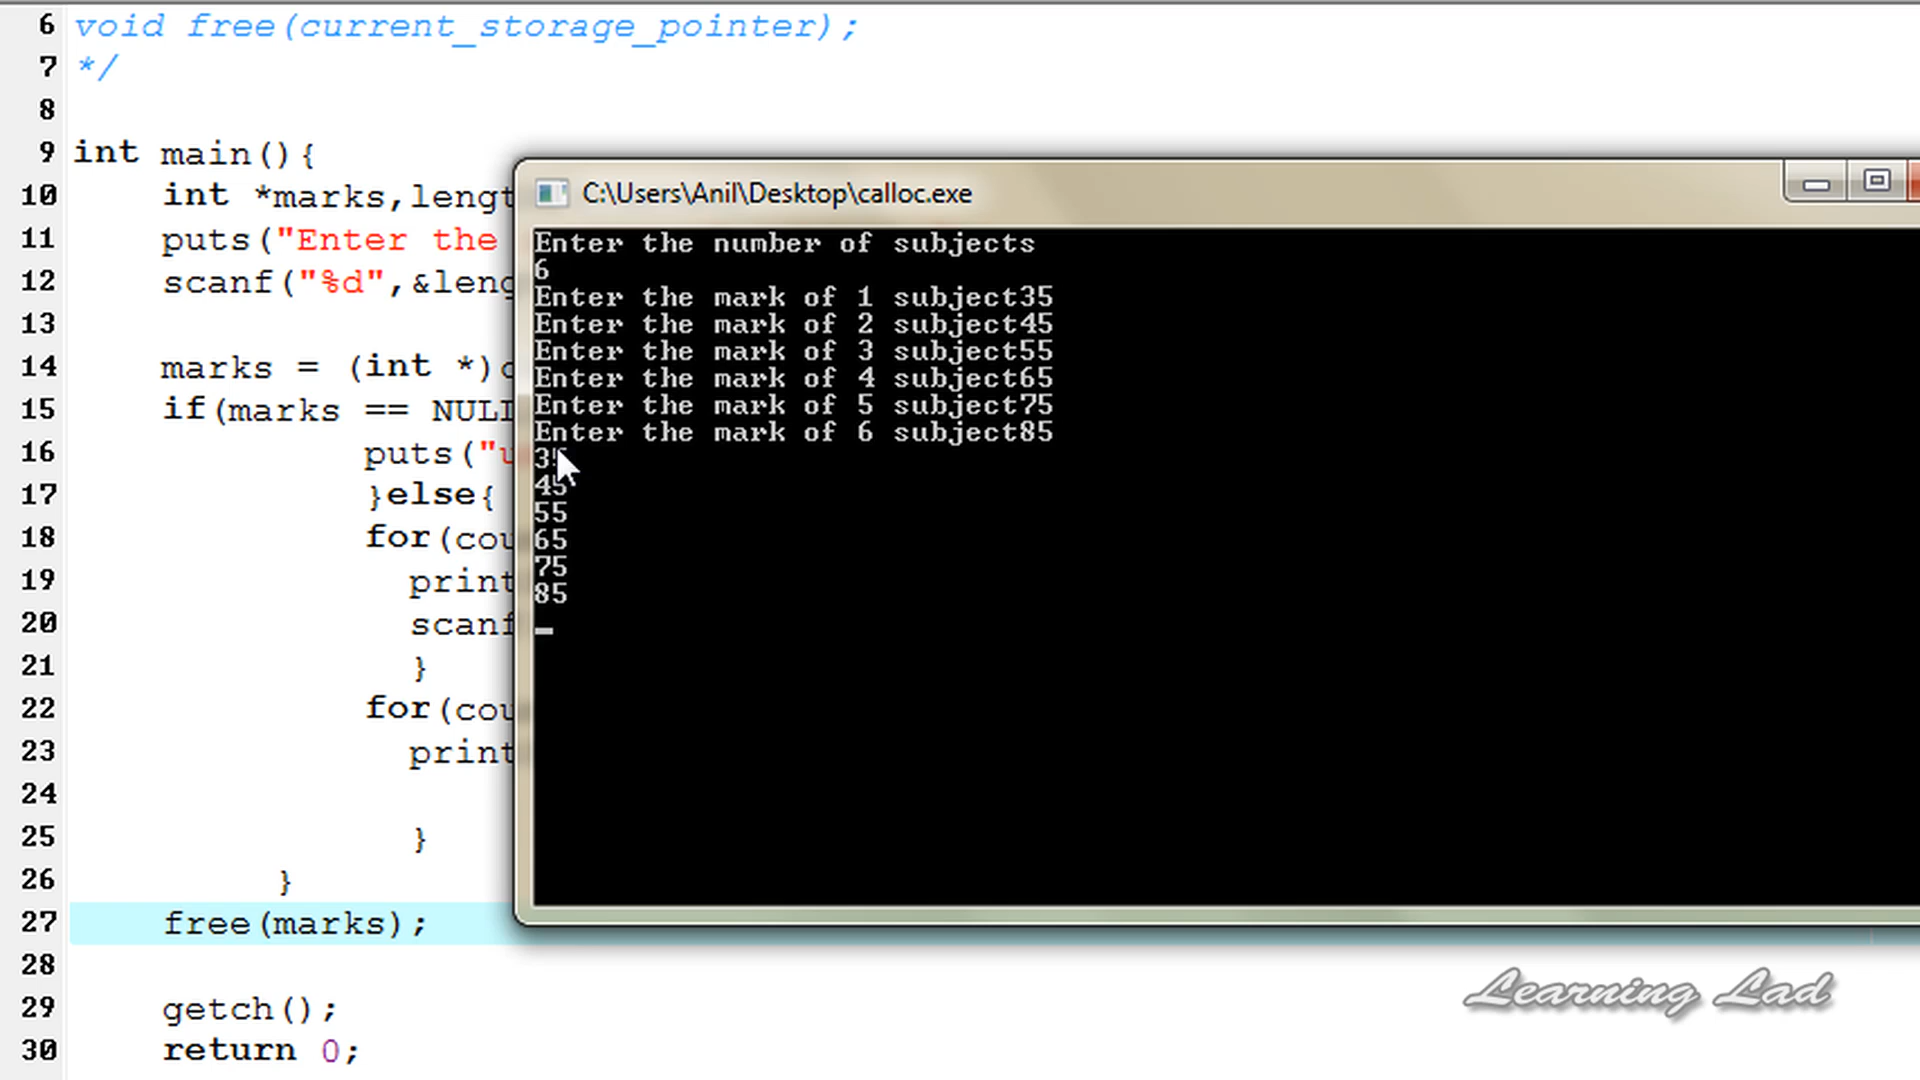 6 void free(current_storage_pointer);
7 */
8
9 int main(){
10 int *marks,lengt
11 puts("Enter the
12 scanf("%d",&leng
13
14 marks = (int *)c
15 if(marks == NULL
16 puts("u
17 }else{
18 for(cou
19 print
20 scanf
21 }
22 for(cou
23 print
24
25 }
26 }
27 free(marks);
28
29 getch();
30 return 0;
C:\Users\Anil\Desktop\calloc.exe
Enter the number of subjects
6
Enter the mark of 1 subject35
Enter the mark of 2 subject45
Enter the mark of 3 subject55
Enter the mark of 4 subject65
Enter the mark of 5 subject75
Enter the mark of 6 subject85
35
45
55
65
75
85
Learning Lad